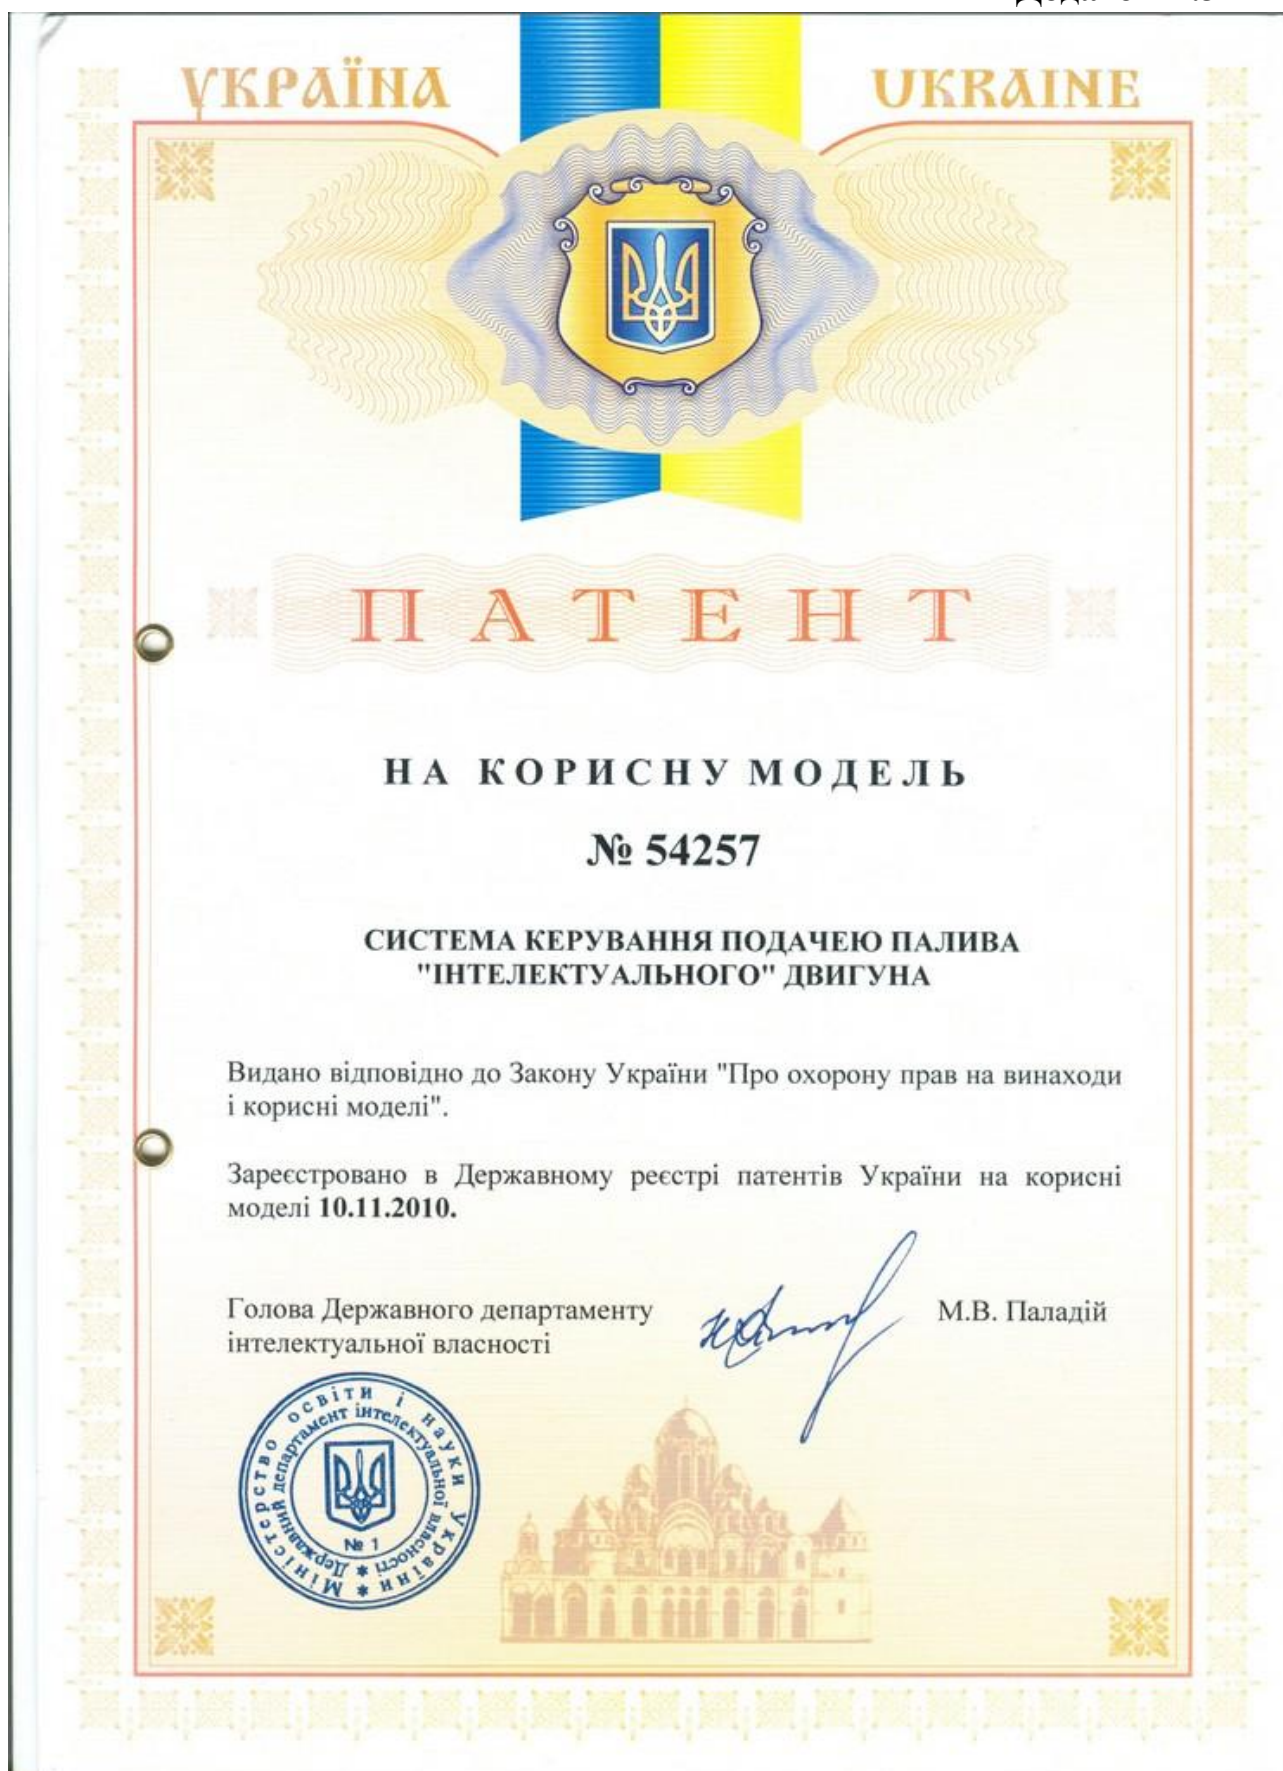 УКРАЇНА
UKRAINE
ПАТЕНТ
НА КОРИСНУ МОДЕЛЬ
№ 54257
СИСТЕМА КЕРУВАННЯ ПОДАЧЕЮ ПАЛИВА
"ІНТЕЛЕКТУАЛЬНОГО" ДВИГУНА
Видано відповідно до Закону України "Про охорону прав на винаходи
і корисні моделі".
Зареєстровано в Державному реєстрі патентів України на корисні
моделі 10.11.2010.
Голова Державного департаменту
інтелектуальної власності
М.В. Паладій
Міністерство освіти і науки України
Державний департамент інтелектуальної власності
№ 1